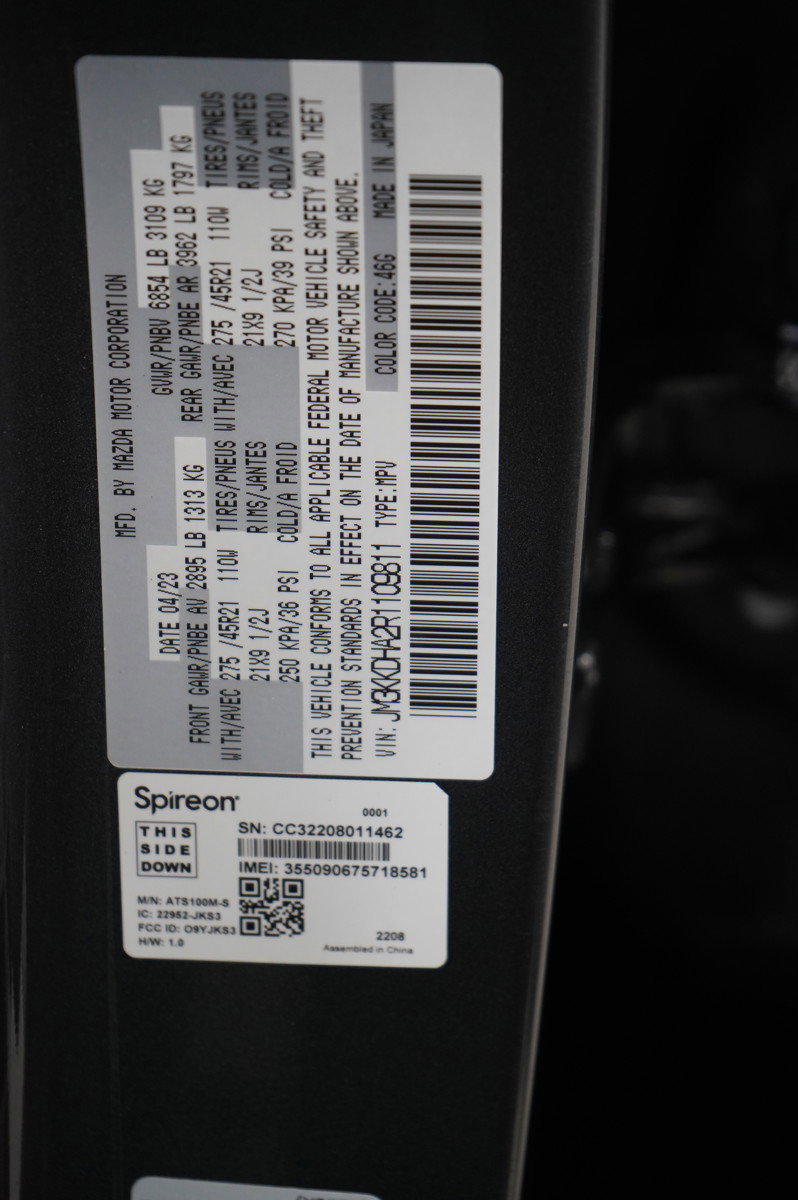 MFD. BY MAZDA MOTOR CORPORATION
DATE 04/23 GVWR/PNBV 6854 LB 3109 KG
FRONT GAWR/PNBE AV 2895 LB 1313 KG REAR GAWR/PNBE AR 3962 LB 1797 KG
WITH/AVEC 275 /45R21 110W TIRES/PNEUS WITH/AVEC 275 /45R21 110W TIRES/PNEUS
21X9 1/2J RIMS/JANTES 21X9 1/2J RIMS/JANTES
250 KPA/36 PSI COLD/A FROID 270 KPA/39 PSI COLD/A FROID
THIS VEHICLE CONFORMS TO ALL APPLICABLE FEDERAL MOTOR VEHICLE SAFETY AND THEFT
PREVENTION STANDARDS IN EFFECT ON THE DATE OF MANUFACTURE SHOWN ABOVE.
VIN: JM3KKCHA2R1109811 TYPE:MPV COLOR CODE:46G MADE IN JAPAN
Spireon
0001
THIS
SIDE
DOWN
SN: CC32208011462
IMEI: 355090675718581
M/N: ATS100M-S
IC: 22952-JKS3
FCC ID: O9YJKS3
H/W: 1.0
2208
Assembled in China